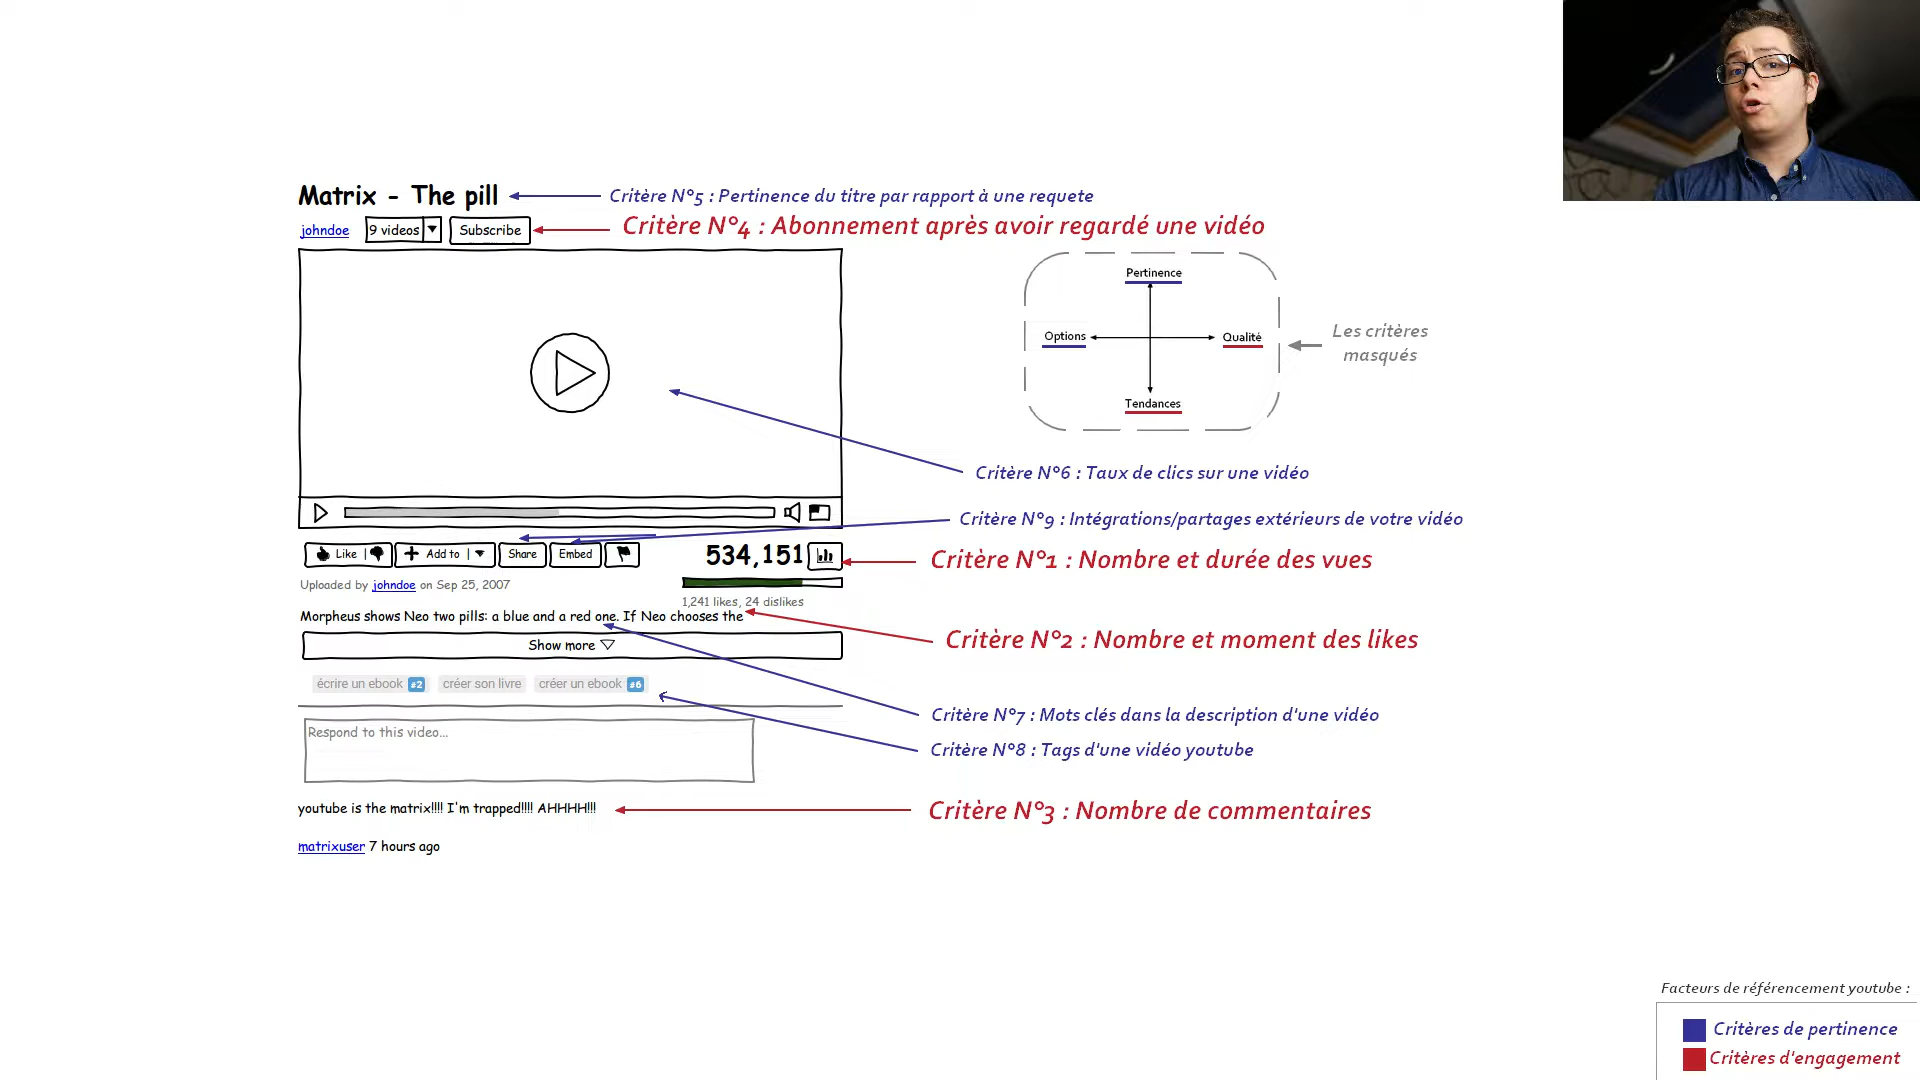 Matrix - The pill
Critère N°5 : Pertinence du titre par rapport à une requete
johndoe
9 videos
Subscribe
Critère N°4 : Abonnement après avoir regardé une vidéo
Pertinence
Options
Qualité
Tendances
Les critères
masqués
Critère N°6 : Taux de clics sur une vidéo
Critère N°9 : Intégrations/partages extérieurs de votre vidéo
Like
Add to
Share
Embed
534,151
Critère N°1 : Nombre et durée des vues
Uploaded by johndoe on Sep 25, 2007
1,241 likes, 24 dislikes
Morpheus shows Neo two pills: a blue and a red one. If Neo chooses the
Critère N°2 : Nombre et moment des likes
Show more
écrire un ebook #2 créer son livre créer un ebook #6
Critère N°7 : Mots clés dans la description d'une vidéo
Respond to this video...
Critère N°8 : Tags d'une vidéo youtube
youtube is the matrix!!!! I'm trapped!!!! AHHHH!!!
Critère N°3 : Nombre de commentaires
matrixuser 7 hours ago
Facteurs de référencement youtube :
Critères de pertinence
Critères d'engagement